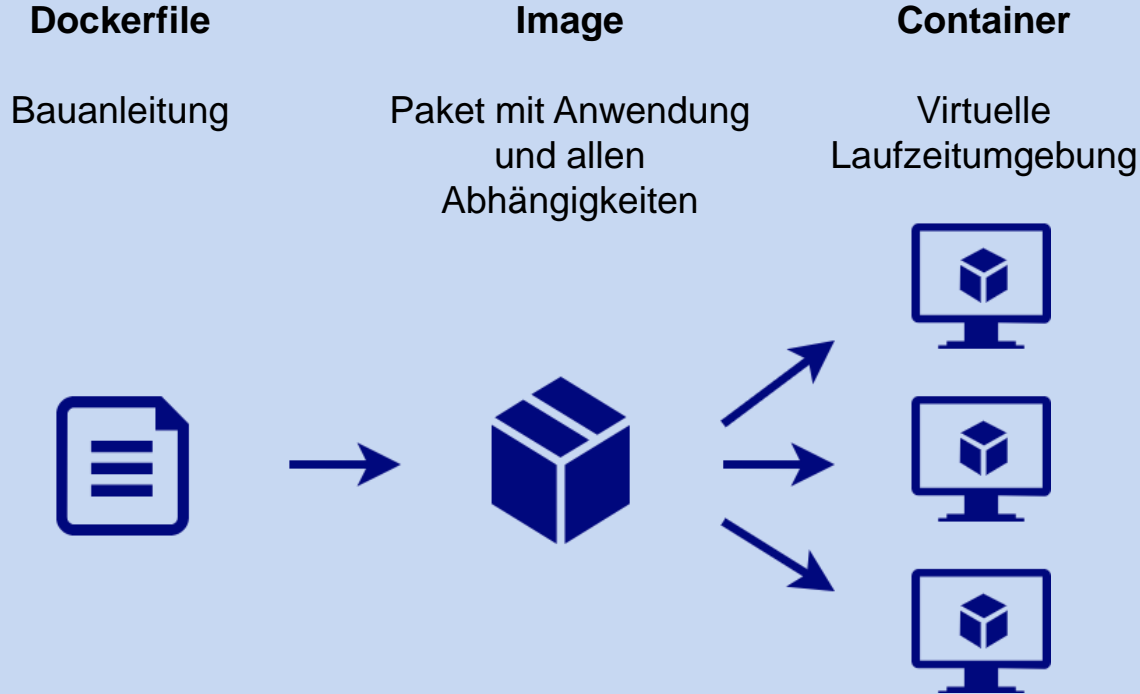 Dockerfile
Image
Container
Bauanleitung
Paket mit Anwendung
und allen
Abhängigkeiten
Virtuelle
Laufzeitumgebung